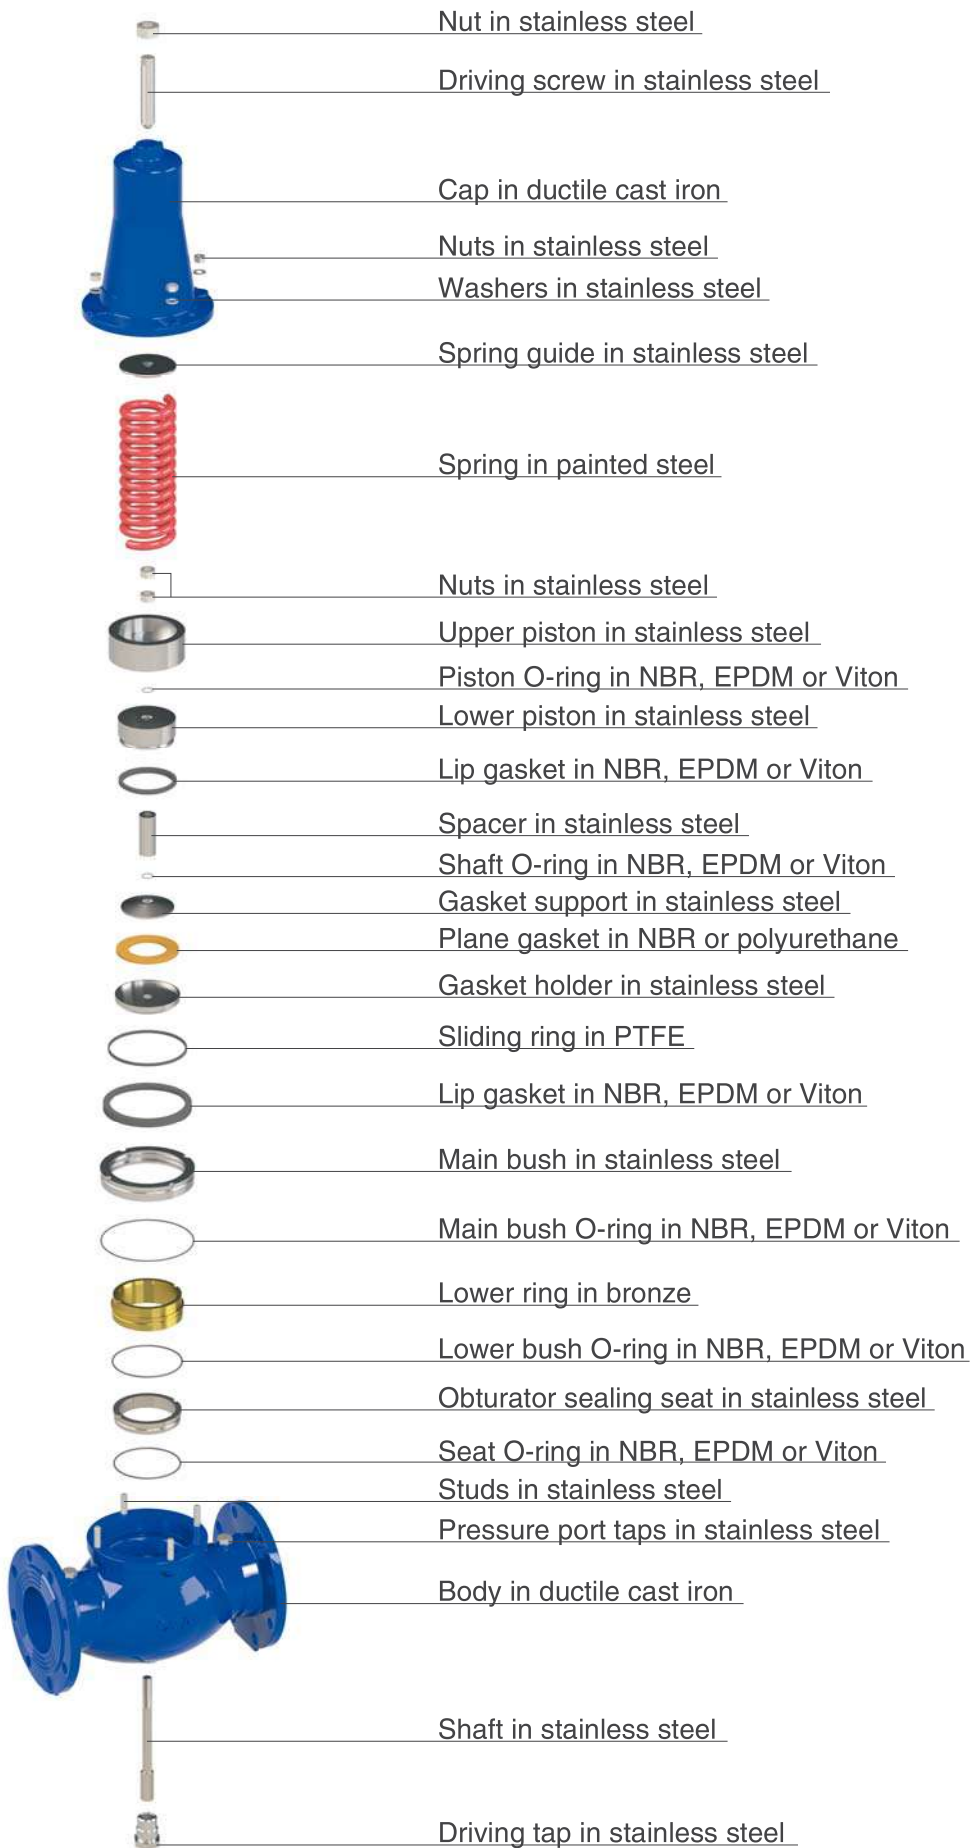 Nut in stainless steel
Driving screw in stainless steel
Cap in ductile cast iron
Nuts in stainless steel
Washers in stainless steel
Spring guide in stainless steel
Spring in painted steel
Nuts in stainless steel
Upper piston in stainless steel
Piston O-ring in NBR, EPDM or Viton
Lower piston in stainless steel
Lip gasket in NBR, EPDM or Viton
Spacer in stainless steel
Shaft O-ring in NBR, EPDM or Viton
Gasket support in stainless steel
Plane gasket in NBR or polyurethane
Gasket holder in stainless steel
Sliding ring in PTFE
Lip gasket in NBR, EPDM or Viton
Main bush in stainless steel
Main bush O-ring in NBR, EPDM or Viton
Lower ring in bronze
Lower bush O-ring in NBR, EPDM or Viton
Obturator sealing seat in stainless steel
Seat O-ring in NBR, EPDM or Viton
Studs in stainless steel
Pressure port taps in stainless steel
Body in ductile cast iron
Shaft in stainless steel
Driving tap in stainless steel